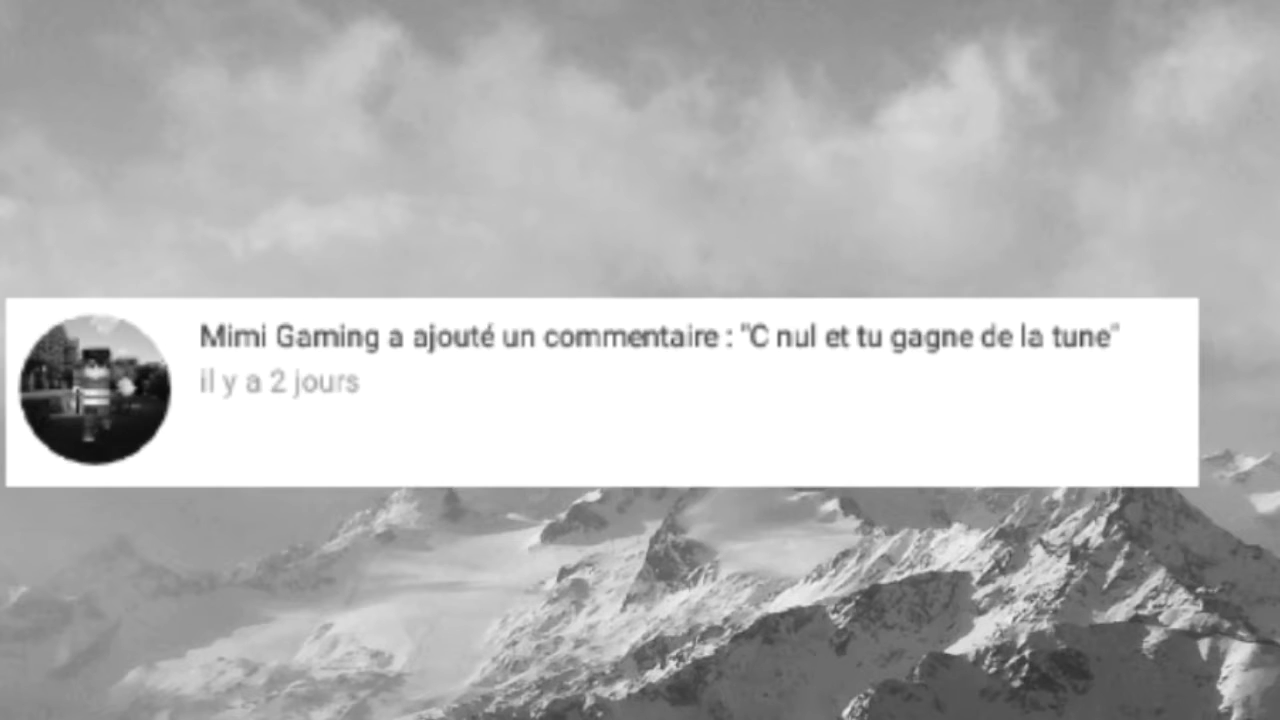 Mimi Gaming a ajouté un commentaire : "C nul et tu gagne de la tune"
il y a 2 jours